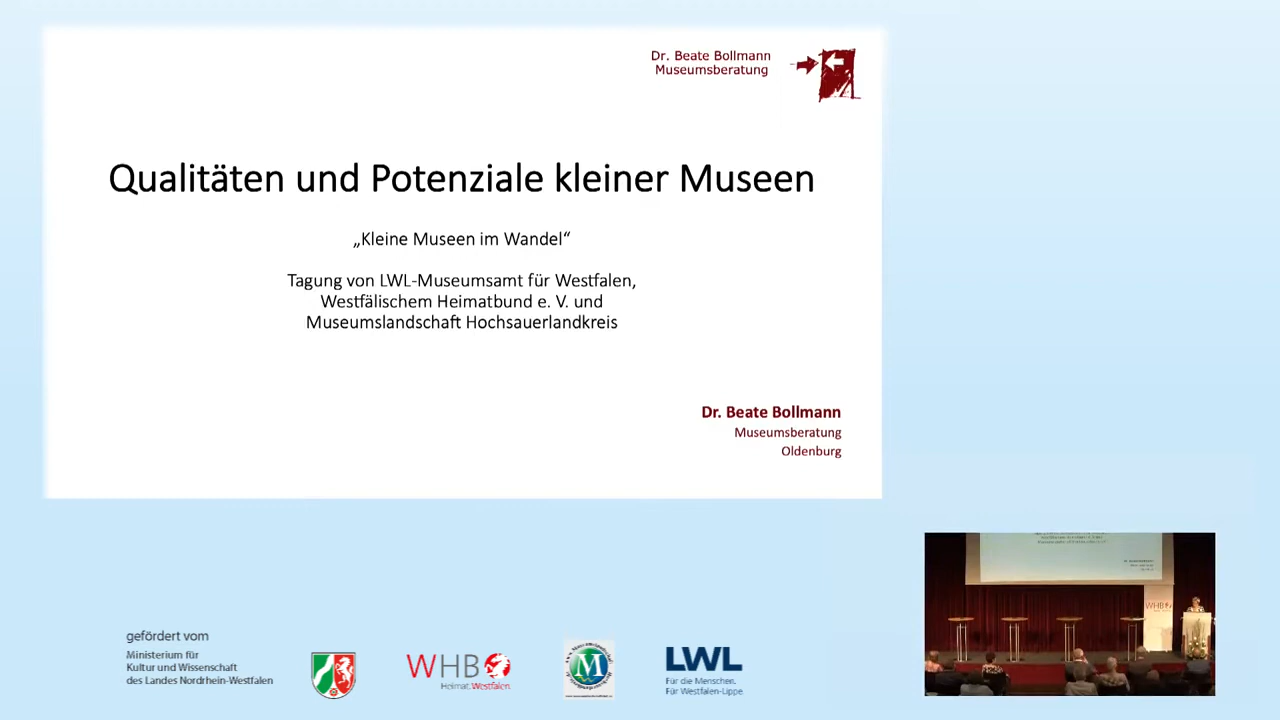 Dr. Beate Bollmann
Museumsberatung
Qualitäten und Potenziale kleiner Museen
„Kleine Museen im Wandel“
Tagung von LWL-Museumsamt für Westfalen,
Westfälischem Heimatbund e. V. und
Museumslandschaft Hochsauerlandkreis
Dr. Beate Bollmann
Museumsberatung
Oldenburg
WHB
gefördert vom
Ministerium für
Kultur und Wissenschaft
des Landes Nordrhein-Westfalen
WHB
Heimat. Westfalen.
M
LWL
Für die Menschen.
Für Westfalen-Lippe.